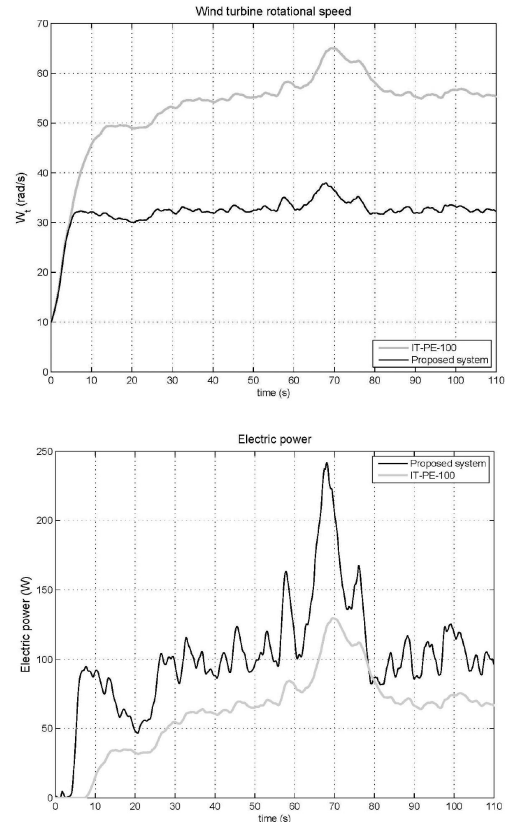 Wind turbine rotational speed
70
60
50
40
30
20
10
0
W_t (rad/s)
IT-PE-100
Proposed system
0 10 20 30 40 50 60 70 80 90 100 110
time (s)
Electric power
250
200
150
100
50
0
Electric power (W)
Proposed system
IT-PE-100
0 10 20 30 40 50 60 70 80 90 100 110
time (s)